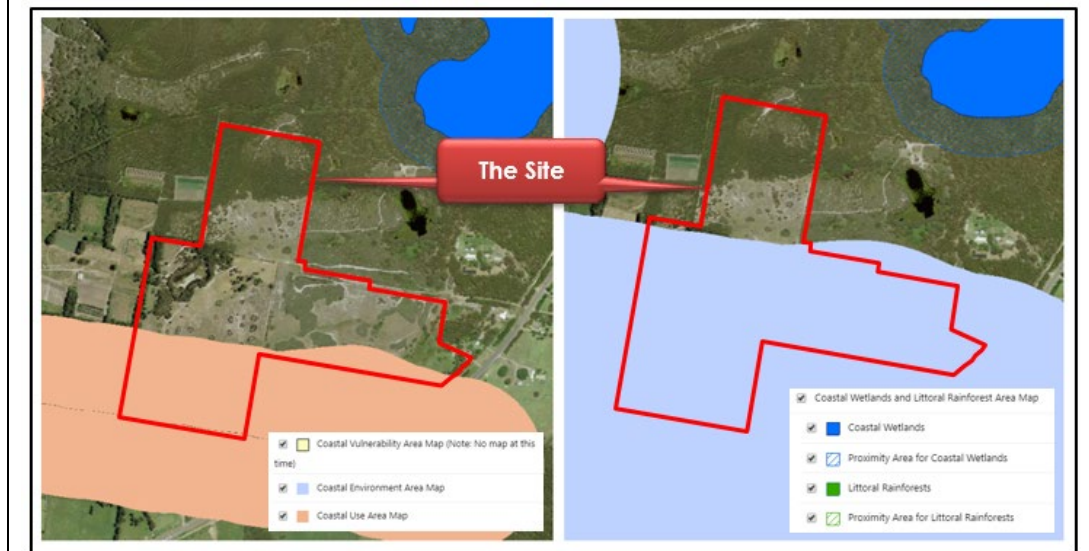 The Site
Coastal Vulnerability Area Map (Note: No map at this
time)
Coastal Environment Area Map
Coastal Use Area Map
Coastal Wetlands and Littoral Rainforest Area Map
Coastal Wetlands
Proximity Area for Coastal Wetlands
Littoral Rainforests
Proximity Area for Littoral Rainforests